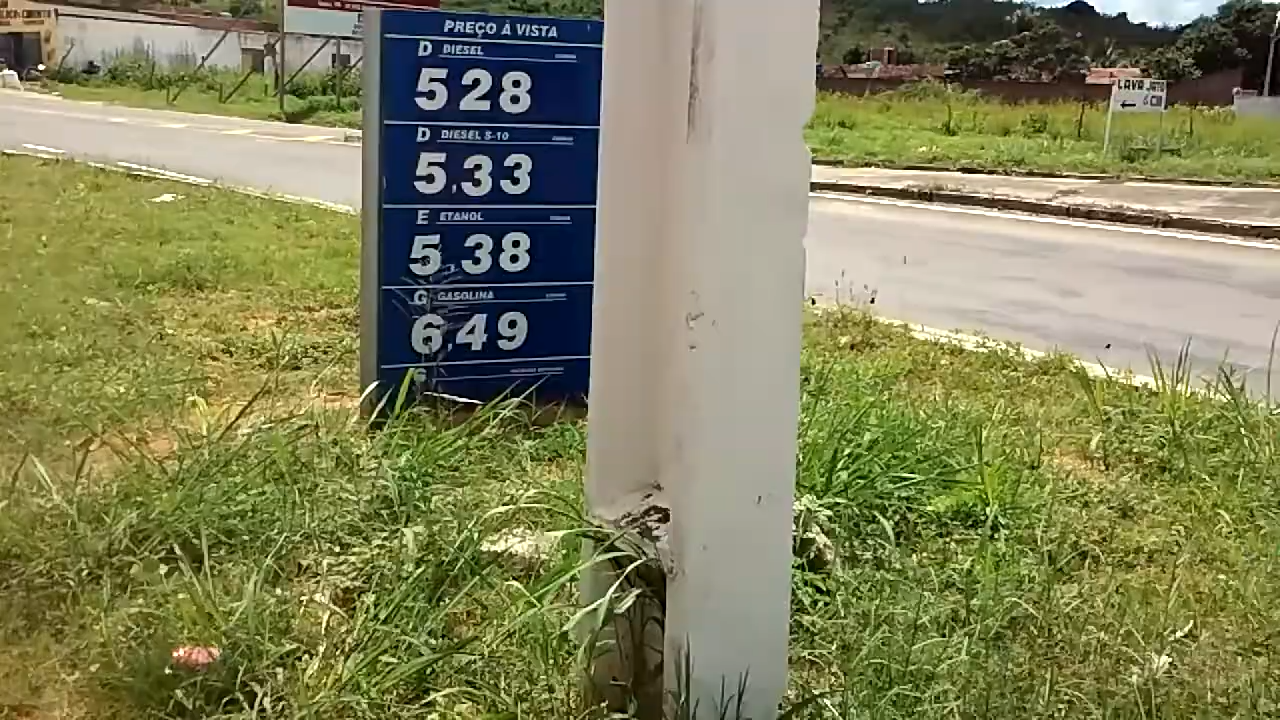 PREÇO À VISTA
D DIESEL
528
D DIESEL S-10
5,33
E ETANOL
5,38
G GASOLINA
6,49
LAVA JATO